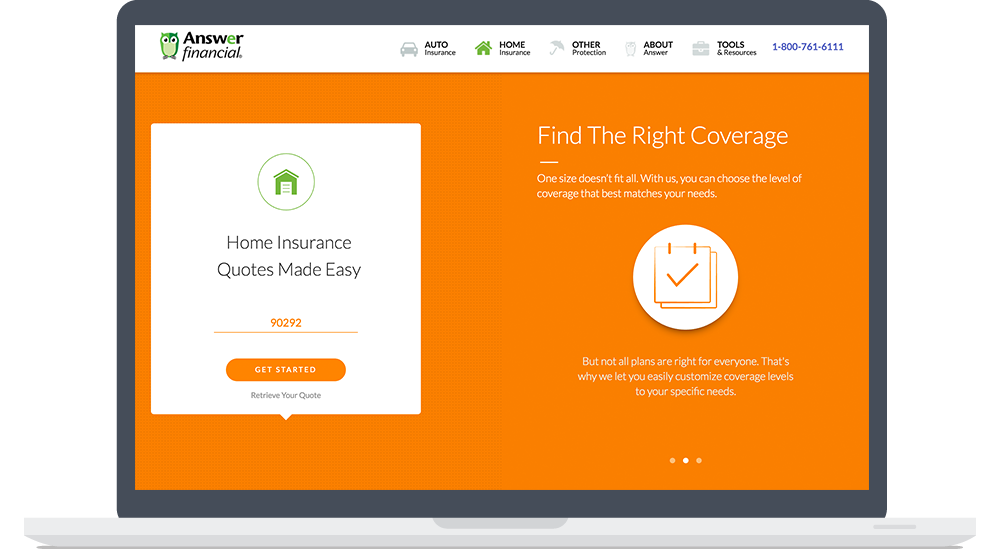 Answer
financial®
AUTO
Insurance
HOME
Insurance
OTHER
Protection
ABOUT
Answer
TOOLS
& Resources
1-800-761-6111
Home Insurance
Quotes Made Easy
90292
GET STARTED
Retrieve Your Quote
Find The Right Coverage
One size doesn't fit all. With us, you can choose the level of
coverage that best matches your needs.
But not all plans are right for everyone. That's
why we let you easily customize coverage levels
to your specific needs.